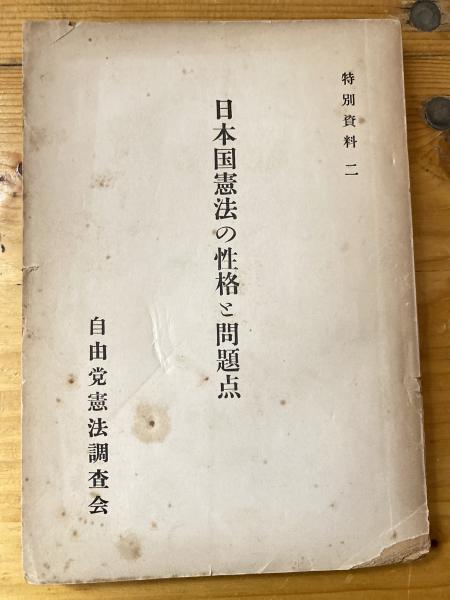 特別資料 二
日本国憲法の性格と問題点
自由党憲法調査会